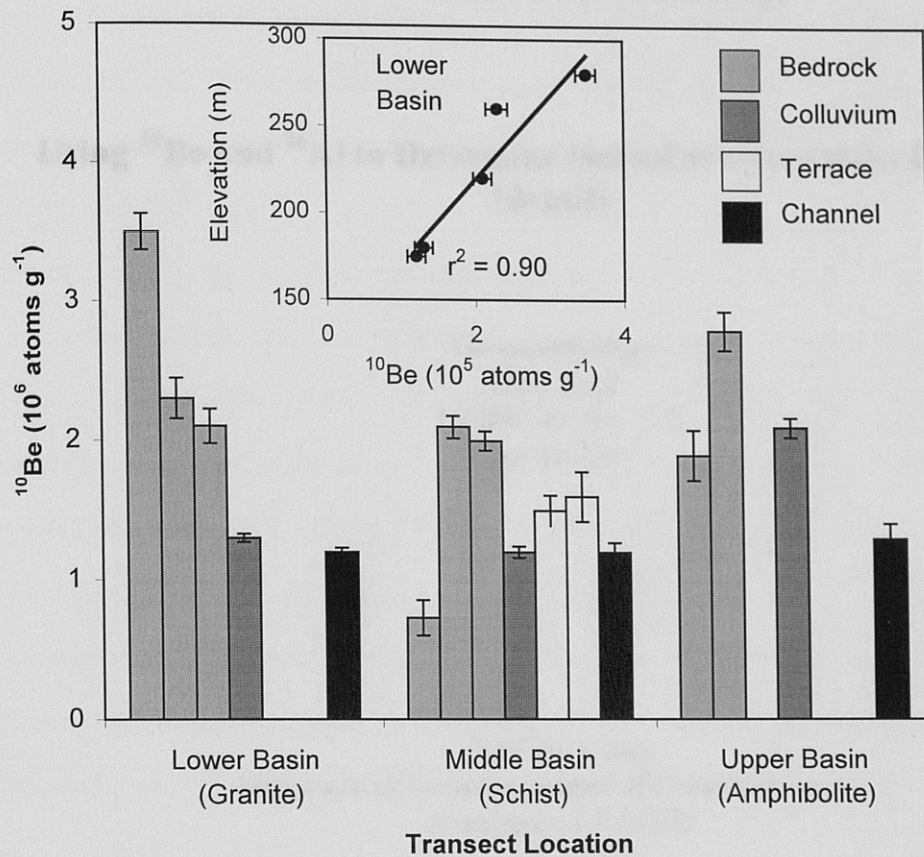 5
4
3
2
1
0
¹⁰Be (10⁶ atoms g⁻¹)
300
250
200
150
Elevation (m)
Lower
Basin
r² = 0.90
0 2 4
¹⁰Be (10⁵ atoms g⁻¹)
Bedrock
Colluvium
Terrace
Channel
Lower Basin
(Granite)
Middle Basin
(Schist)
Upper Basin
(Amphibolite)
Transect Location